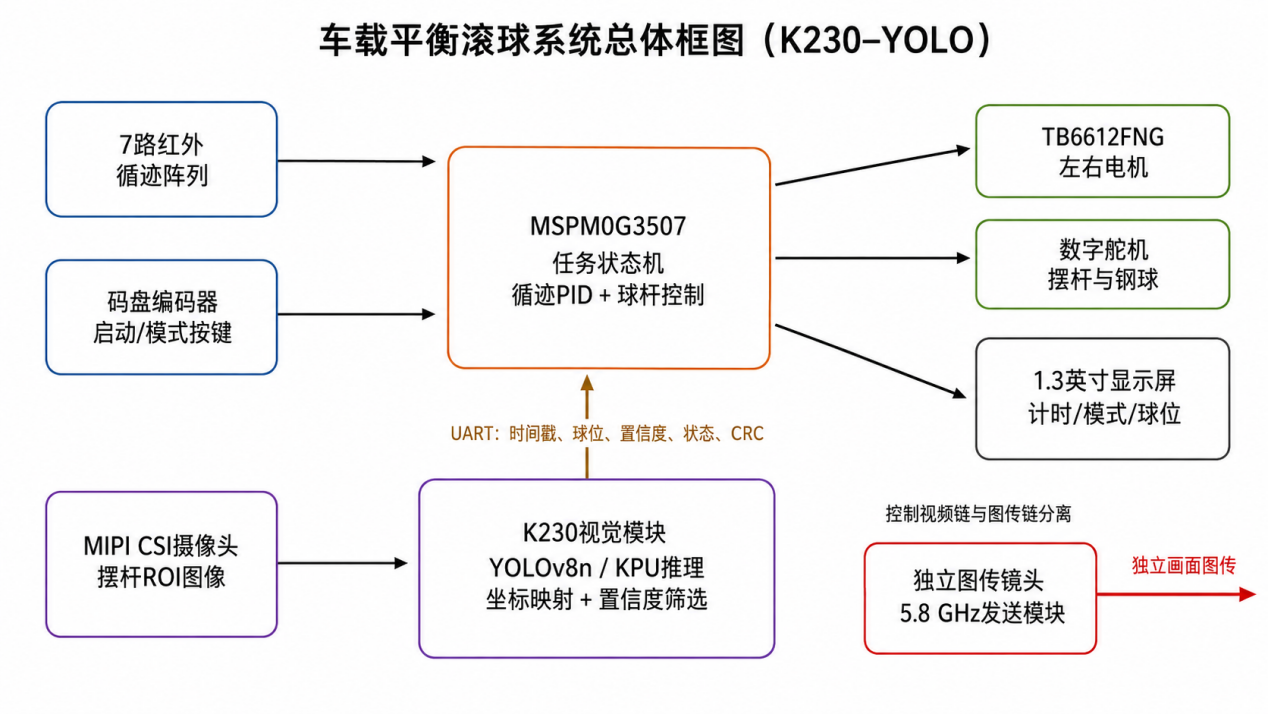 车载平衡滚球系统总体框图（K230–YOLO）
7路红外
循迹阵列
码盘编码器
启动/模式按键
MIPI CSI摄像头
摆杆ROI图像
MSPM0G3507
任务状态机
循迹PID + 球杆控制
UART：时间戳、球位、置信度、状态、CRC
K230视觉模块
YOLOv8n / KPU推理
坐标映射 + 置信度筛选
TB6612FNG
左右电机
数字舵机
摆杆与钢球
1.3英寸显示屏
计时/模式/球位
控制视频链与图传链分离
独立图传镜头
5.8 GHz发送模块
独立画面图传